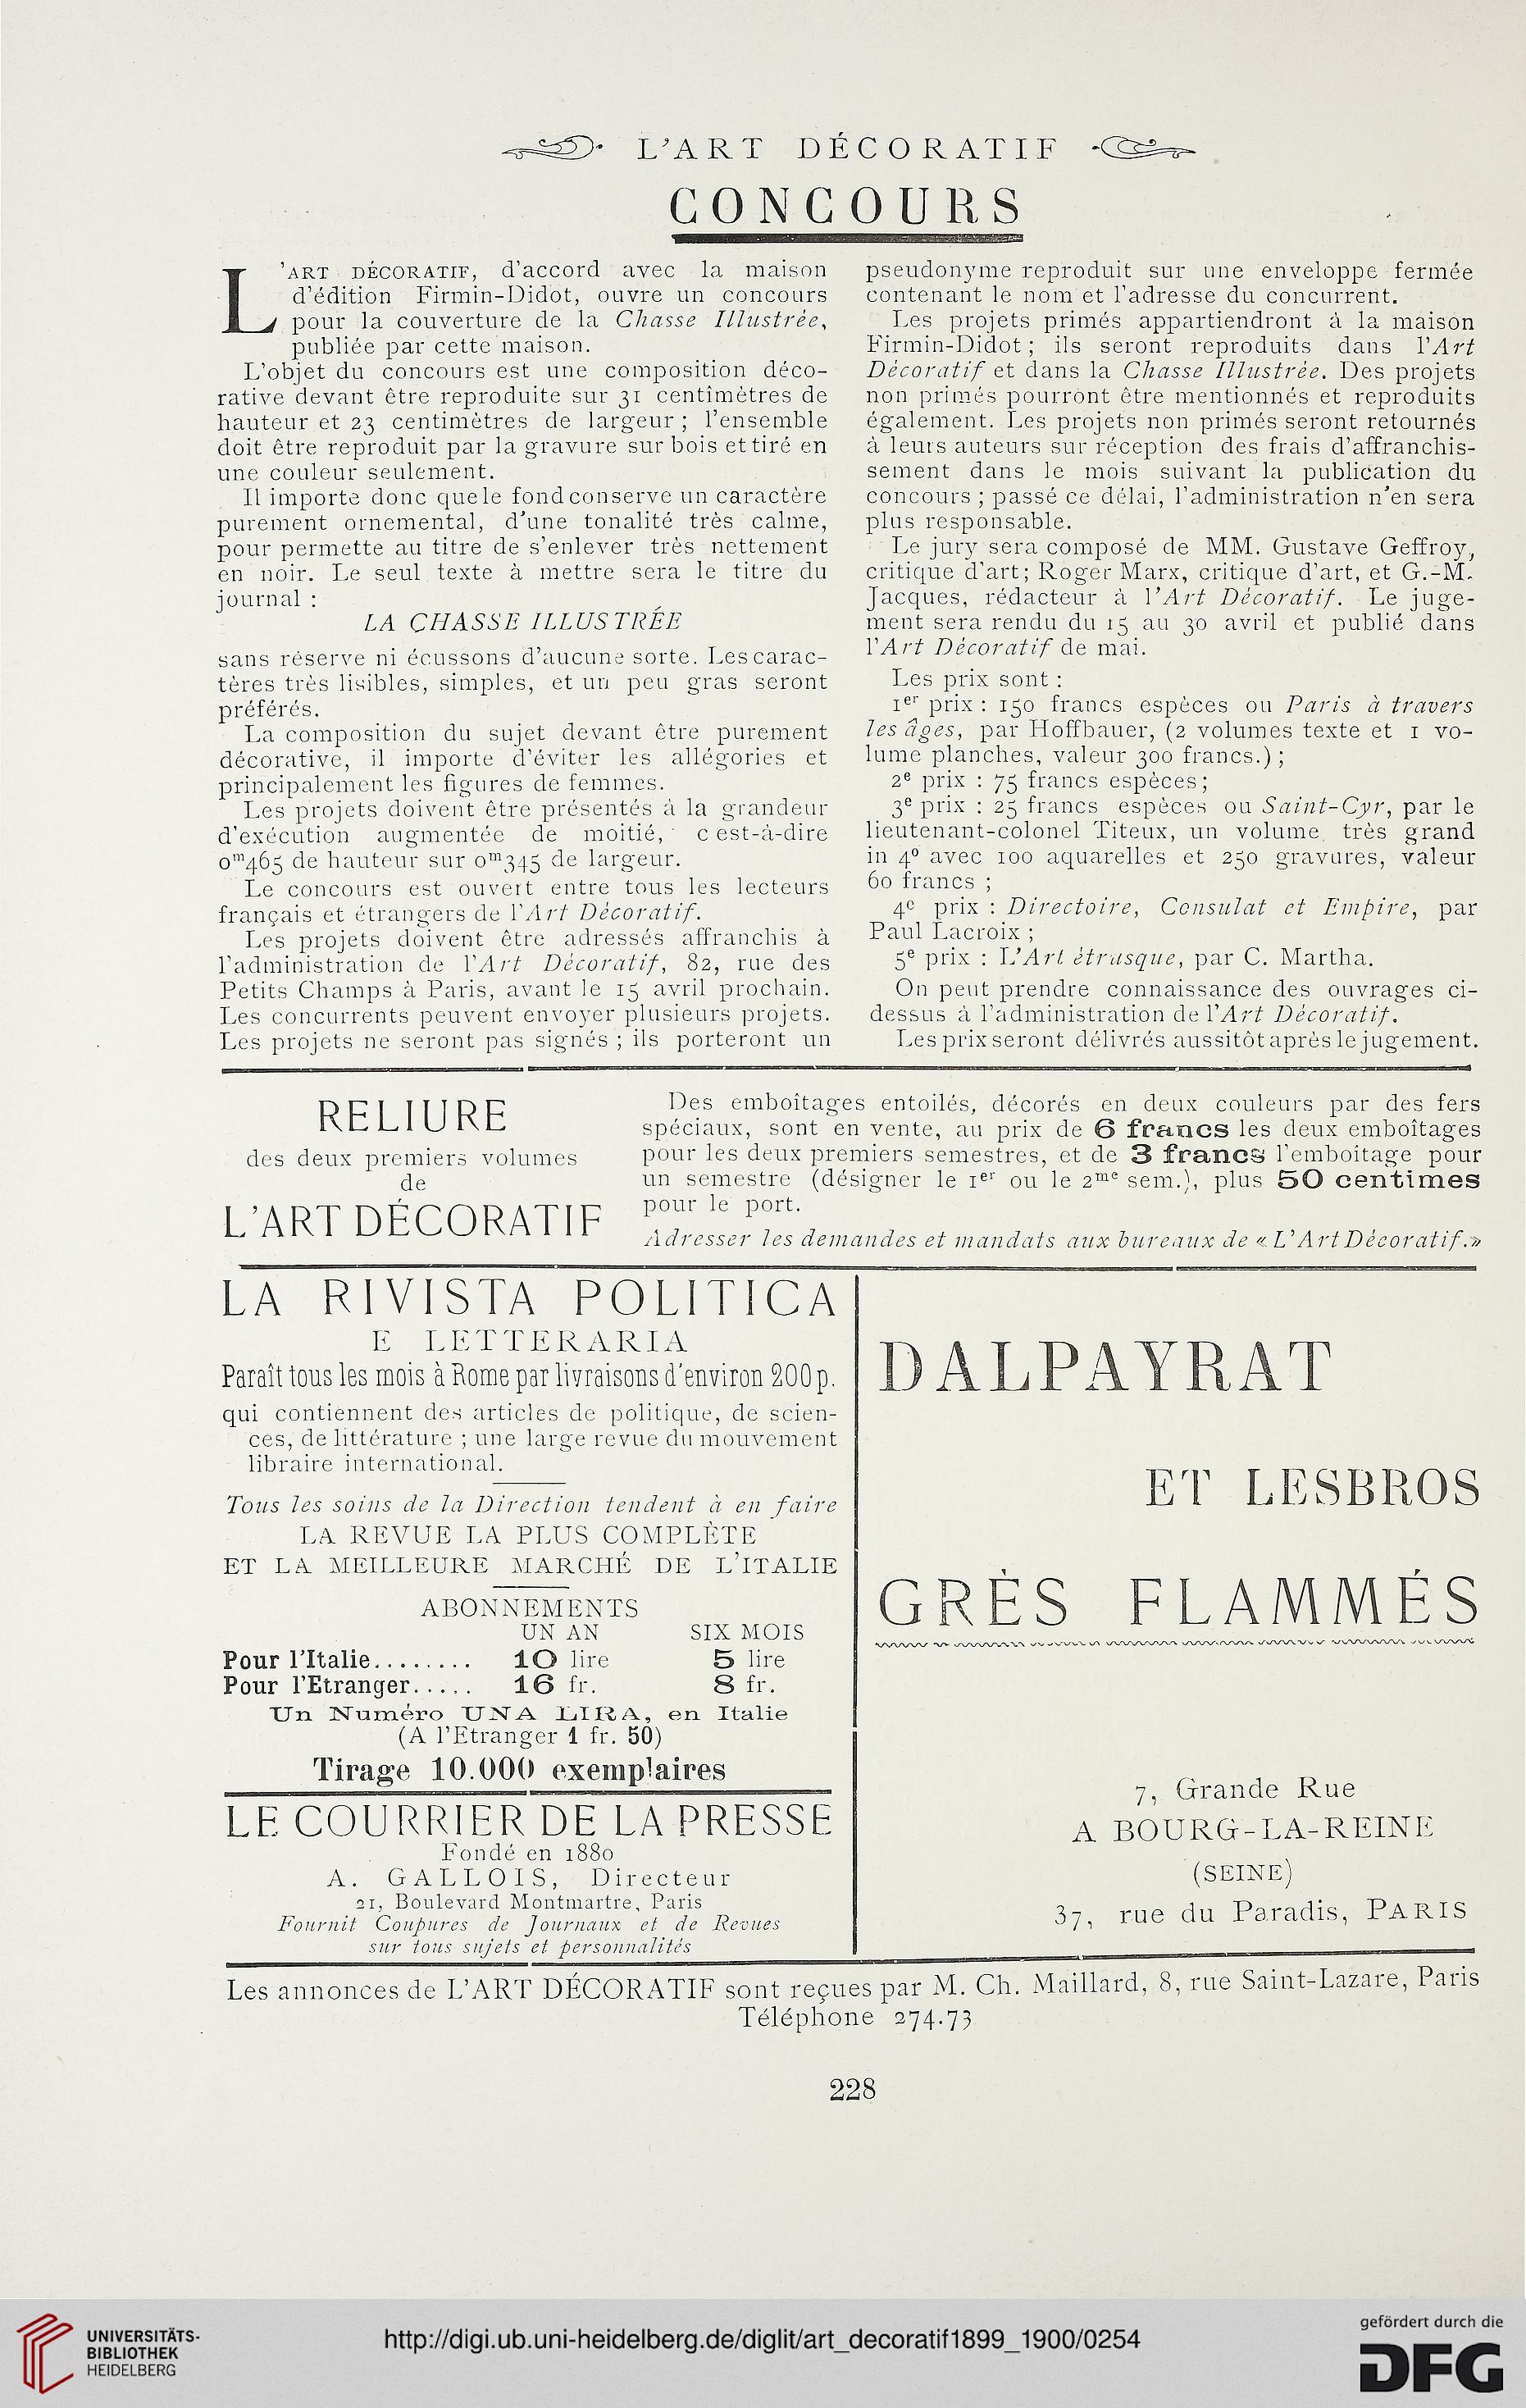 L'ART DÉCORATIF
CONCOURS
L'ART DÉCORATIF, d'accord avec la maison
d'édition Firmin-Didot, ouvre un concours
pour la couverture de la Chasse Illustrée,
publiée par cette maison.
L'objet du concours est une composition déco-
rative devant être reproduite sur 31 centimètres de
hauteur et 23 centimètres de largeur ; l'ensemble
doit être reproduit par la gravure sur bois et tiré en
une couleur seulement.
Il importe donc que le fond conserve un caractère
purement ornemental, d'une tonalité très calme,
pour permette au titre de s'enlever très nettement
en noir. Le seul texte à mettre sera le titre du
journal :
LA CHASSE ILLUSTRÉE
sans réserve ni écussons d'aucune sorte. Les carac-
tères très lisibles, simples, et un peu gras seront
préférés.
La composition du sujet devant être purement
décorative, il importe d'éviter les allégories et
principalement les figures de femmes.
Les projets doivent être présentés à la grandeur
d'exécution augmentée de moitié, c est-à-dire
0m465 de hauteur sur 0m345 de largeur.
Le concours est ouvert entre tous les lecteurs
français et étrangers de l'Art Décoratif.
Les projets doivent être adressés affranchis à
l'administration de l'Art Décoratif, 82, rue des
Petits Champs à Paris, avant le 15 avril prochain.
Les concurrents peuvent envoyer plusieurs projets.
Les projets ne seront pas signés ; ils porteront un
pseudonyme reproduit sur une enveloppe fermée
contenant le nom et l'adresse du concurrent.
Les projets primés appartiendront à la maison
Firmin-Didot ; ils seront reproduits dans l'Art
Décoratif et dans la Chasse Illustrée. Des projets
non primés pourront être mentionnés et reproduits
également. Les projets non primés seront retournés
à leurs auteurs sur réception des frais d'affranchis-
sement dans le mois suivant la publication du
concours ; passé ce délai, l'administration n'en sera
plus responsable.
Le jury sera composé de MM. Gustave Geffroy,
critique d'art; Roger Marx, critique d'art, et G.-M.
Jacques, rédacteur à l'Art Décoratif. Le juge-
ment sera rendu du 15 au 30 avril et publié dans
l'Art Décoratif de mai.
Les prix sont :
1er prix : 150 francs espèces ou Paris à travers
les âges, par Hoffbauer, (2 volumes texte et 1 vo-
lume planches, valeur 300 francs.) ;
2e prix : 75 francs espèces;
3e prix : 25 francs espèces ou Saint-Cyr, par le
lieutenant-colonel Titeux, un volume très grand
in 4° avec 100 aquarelles et 250 gravures, valeur
60 francs ;
4e prix : Directoire, Consulat et Empire, par
Paul Lacroix ;
5e prix : L'Art étrusque, par C. Martha.
On peut prendre connaissance des ouvrages ci-
dessus à l'administration de l'Art Décoratif.
Les prix seront délivrés aussitôt après le jugement.
RELIURE
des deux premiers volumes
de
L'ART DÉCORATIF
Des emboîtages entoilés, décorés en deux couleurs par des fers
spéciaux, sont en vente, au prix de 6 francs les deux emboîtages
pour les deux premiers semestres, et de 3 francs l'emboitage pour
un semestre (désigner le 1er ou le 2me sem.), plus 50 centimes
pour le port.
Adresser les demandes et mandats aux bureaux de « L'Art Décoratif.»
LA RIVISTA POLITICA
E LETTERARIA
Paraît tous les mois à Rome par livraisons d'environ 200 p.
qui contiennent des articles de politique, de scien-
ces, de littérature ; une large revue du mouvement
libraire international.
Tous les soins de la Direction tendent à en faire
LA REVUE LA PLUS COMPLÈTE
ET LA MEILLEURE MARCHÉ DE L'ITALIE
ABONNEMENTS
UN AN SIX MOIS
Pour l'Italie........ 10 lire 5 lire
Pour l'Etranger..... 16 fr. 8 fr.
Un Numéro UNA LIRA, en Italie
(A l'Etranger 1 fr. 50)
Tirage 10.000 exemplaires
LE COURRIER DE LA PRESSE
Fondé en 1880
A. GALLOIS, Directeur
21, Boulevard Montmartre, Paris
Fournit Coupures de Journaux et de Revues
sur tous sujets et personnalités
DALPAYRAT
ET LESBROS
GRÈS FLAMMÉS
7, Grande Rue
A BOURG-LA-REINE
(SEINE)
37, rue du Paradis, PARIS
Les annonces de L'ART DÉCORATIF sont reçues par M. Ch. Maillard, 8, rue Saint-Lazare, Paris
Téléphone 274.73
228
UNIVERSITÄTS-
BIBLIOTHEK
HEIDELBERG
http://digi.ub.uni-heidelberg.de/diglit/art_decoratif1899_1900/0254
gefördert durch die
DFG